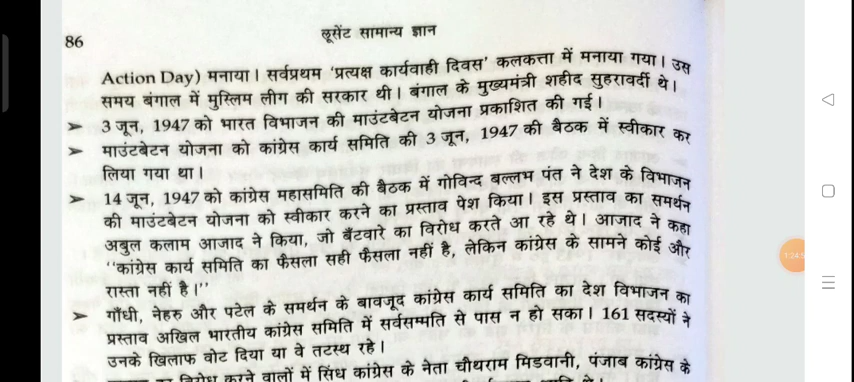 86
लूसेंट सामान्य ज्ञान
Action Day) मनाया। सर्वप्रथम 'प्रत्यक्ष कार्यवाही दिवस' कलकत्ता में मनाया गया। उस
समय बंगाल में मुस्लिम लीग की सरकार थी। बंगाल के मुख्यमंत्री शहीद सुहरावर्दी थे।
➤ 3 जून, 1947 को भारत विभाजन की माउंटबेटन योजना प्रकाशित की गई।
➤ माउंटबेटन योजना को कांग्रेस कार्य समिति की 3 जून, 1947 की बैठक में स्वीकार कर
लिया गया था।
➤ 14 जून, 1947 को कांग्रेस महासमिति की बैठक में गोविन्द बल्लभ पंत ने देश के विभाजन
की माउंटबेटन योजना को स्वीकार करने का प्रस्ताव पेश किया। इस प्रस्ताव का समर्थन
अबुल कलाम आजाद ने किया, जो बँटवारे का विरोध करते आ रहे थे। आजाद ने कहा
''कांग्रेस कार्य समिति का फैसला सही फैसला नहीं है, लेकिन कांग्रेस के सामने कोई और
रास्ता नहीं है।''
➤ गाँधी, नेहरु और पटेल के समर्थन के बावजूद कांग्रेस कार्य समिति का देश विभाजन का
प्रस्ताव अखिल भारतीय कांग्रेस समिति में सर्वसम्मति से पास न हो सका। 161 सदस्यों ने
उनके खिलाफ वोट दिया या वे तटस्थ रहे।
विरोध करने वालों में सिंध कांग्रेस के नेता चौथराम मिडवानी, पंजाब कांग्रेस के